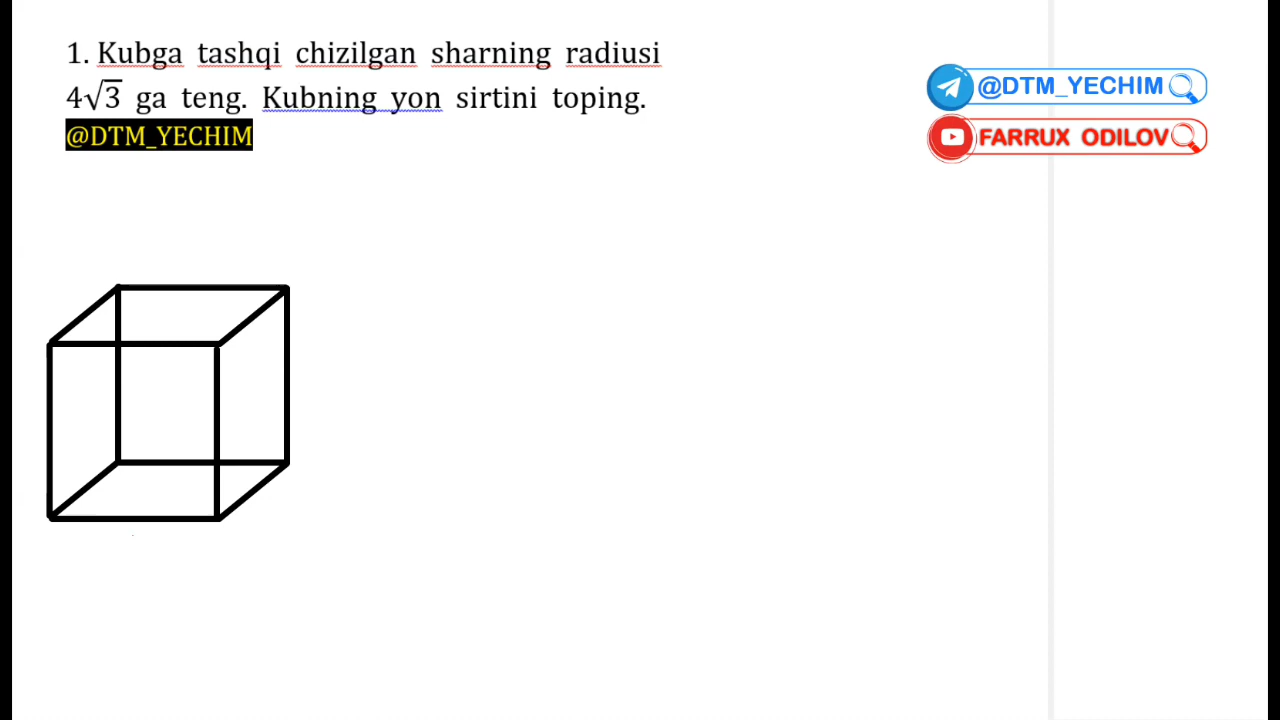 1. Kubga tashqi chizilgan sharning radiusi
4√3 ga teng. Kubning yon sirtini toping.
@DTM_YECHIM
@DTM_YECHIM
FARRUX ODILOV